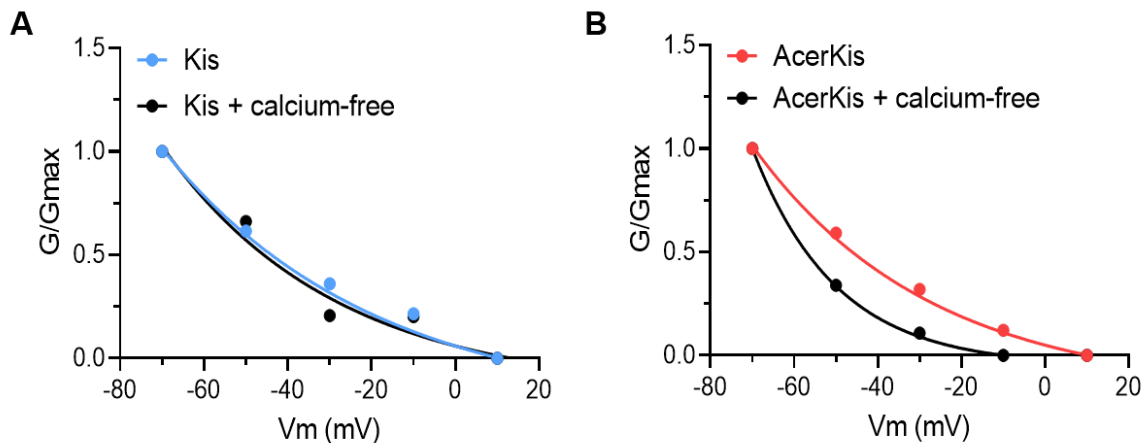 A
Kis
Kis + calcium-free
1.5
1.0
0.5
0.0
G/Gmax
-80
-60
-40
-20
0
20
Vm (mV)
B
AcerKis
AcerKis + calcium-free
1.5
1.0
0.5
0.0
G/Gmax
-80
-60
-40
-20
0
20
Vm (mV)